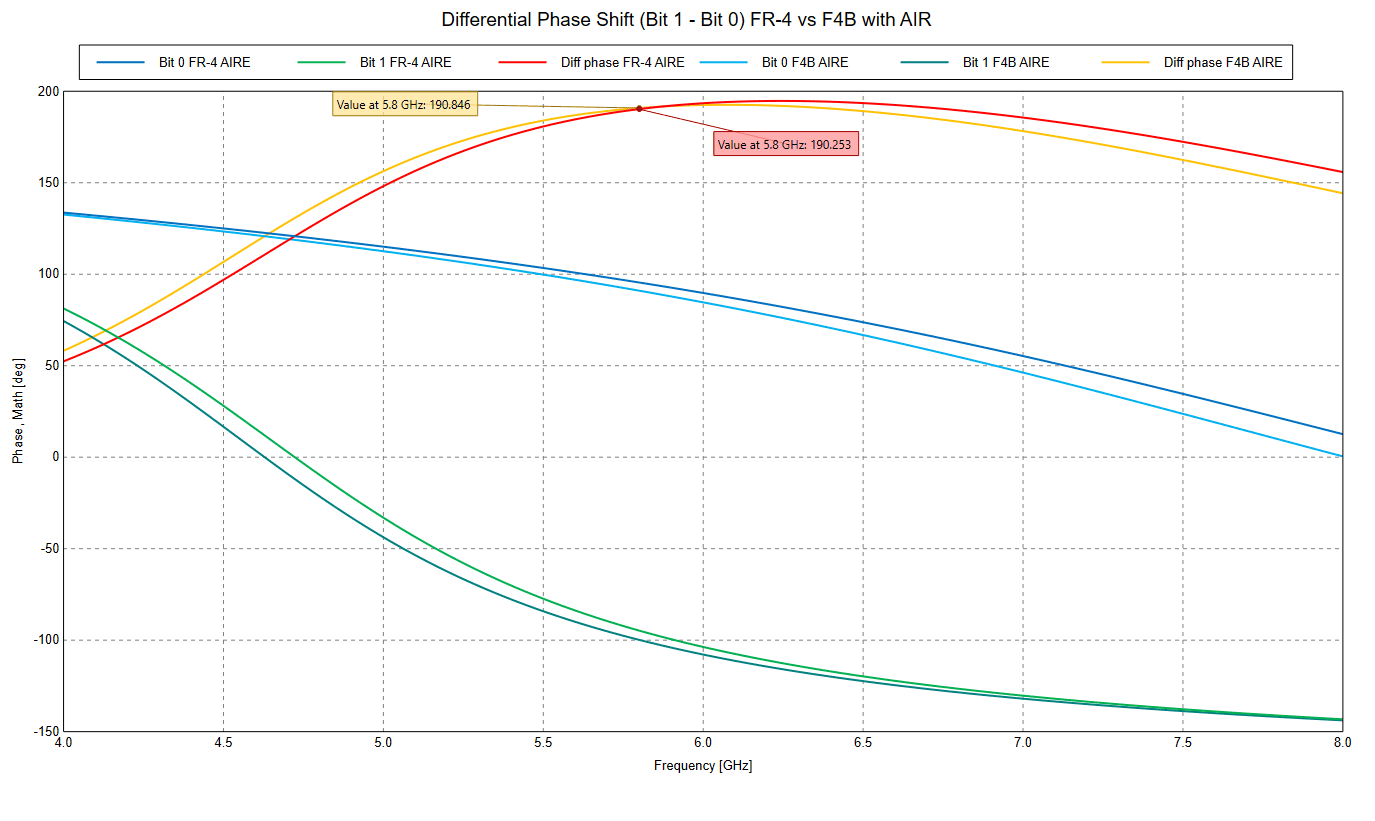 Differential Phase Shift (Bit 1 - Bit 0) FR-4 vs F4B with AIR
Bit 0 FR-4 AIRE Bit 1 FR-4 AIRE Diff phase FR-4 AIRE Bit 0 F4B AIRE Bit 1 F4B AIRE Diff phase F4B AIRE
200
Value at 5.8 GHz: 190.846
Value at 5.8 GHz: 190.253
150
100
50
0
-50
-100
-150
Phase , Math [deg]
4.0 4.5 5.0 5.5 6.0 6.5 7.0 7.5 8.0
Frequency [GHz]